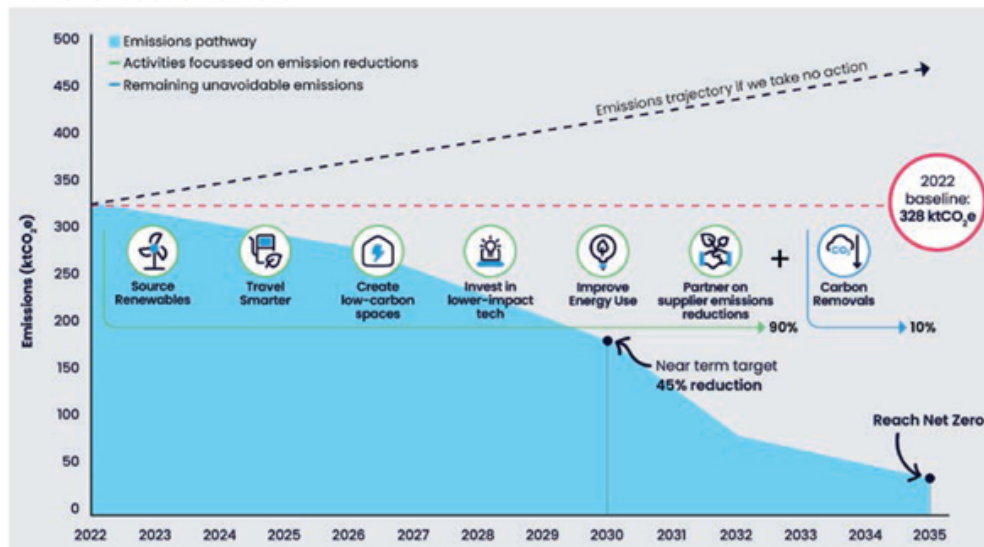 500
450
400
350
300
250
200
150
100
50
0
Emissions (ktCO₂e)
Emissions pathway
Activities focussed on emission reductions
Remaining unavoidable emissions
Emissions trajectory if we take no action
2022
baseline:
328 ktCO₂e
Source
Renewables
Travel
Smarter
Create
low-carbon
spaces
Invest in
lower-impact
tech
Improve
Energy Use
Partner on
supplier emissions
reductions
+
CO₂
Carbon
Removals
90%
10%
Near term target
45% reduction
Reach Net Zero
2022 2023 2024 2025 2026 2027 2028 2029 2030 2031 2032 2033 2034 2035